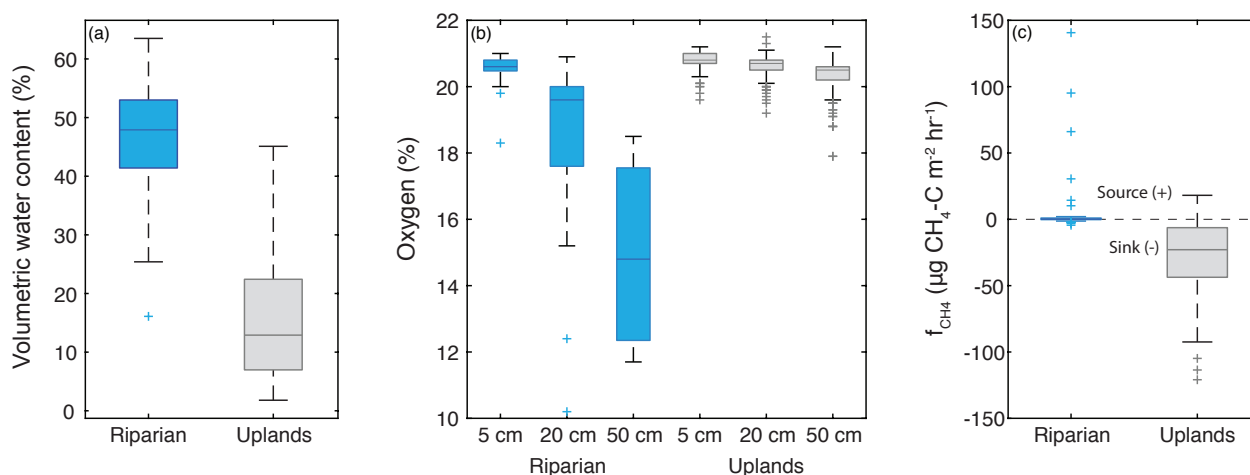 (a)
Volumetric water content (%)
60
50
40
30
20
10
0
Riparian Uplands
(b)
Oxygen (%)
22
20
18
16
14
12
10
5 cm 20 cm 50 cm 5 cm 20 cm 50 cm
Riparian Uplands
(c)
f_CH4 (µg CH4-C m-2 hr-1)
150
100
50
0
-50
-100
-150
Source (+)
Sink (-)
Riparian Uplands